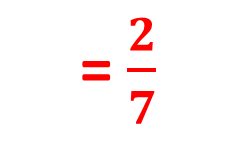 = 2/7